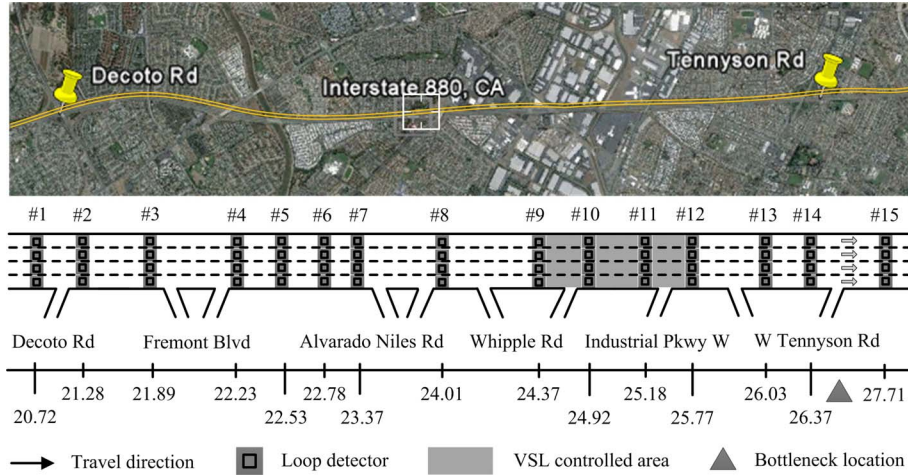 Decoto Rd
Interstate 880, CA
Tennyson Rd
#1 #2 #3 #4 #5 #6 #7 #8 #9 #10 #11 #12 #13 #14 #15
Decoto Rd Fremont Blvd Alvarado Niles Rd Whipple Rd Industrial Pkwy W W Tennyson Rd
21.28 21.89 22.23 22.78 24.01 24.37 25.18 26.03 27.71
20.72 22.53 23.37 24.92 25.77 26.37
Travel direction Loop detector VSL controlled area Bottleneck location